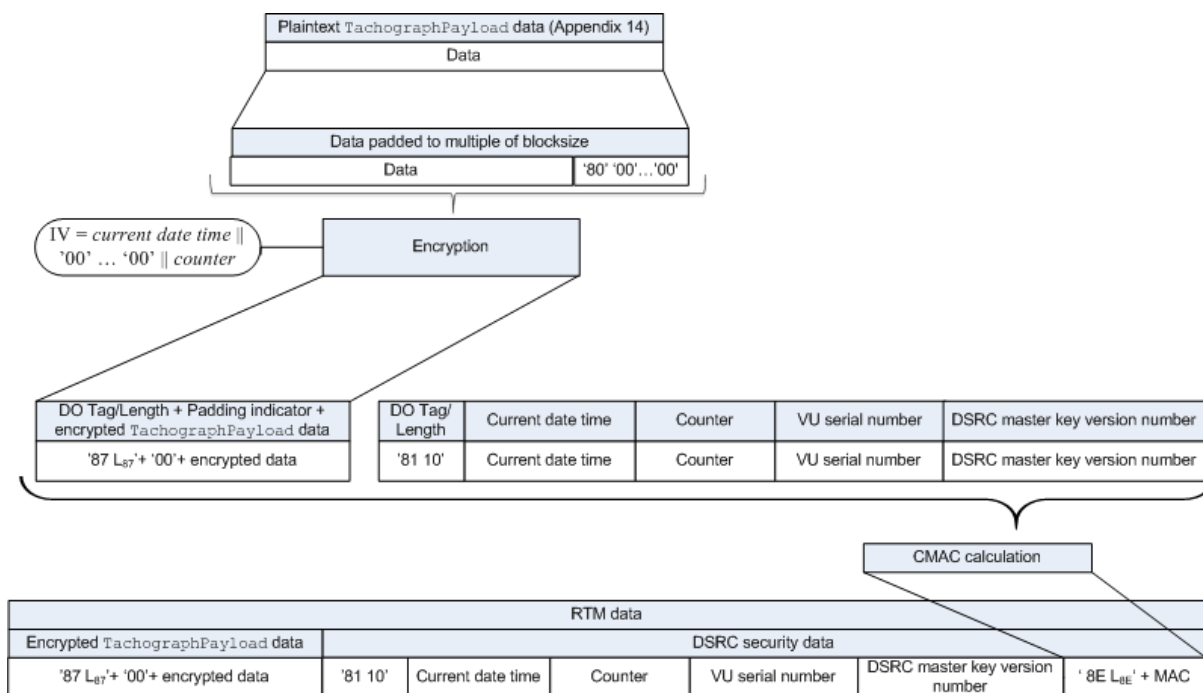 Plaintext TachographPayload data (Appendix 14)
Data
Data padded to multiple of blocksize
Data '80' '00'...'00'
IV = current date time ||
'00' … '00' || counter
Encryption
DO Tag/Length + Padding indicator +
encrypted TachographPayload data
DO Tag/
Length
Current date time Counter VU serial number DSRC master key version number
'87 L₈₇'+ '00'+ encrypted data '81 10' Current date time Counter VU serial number DSRC master key version number
CMAC calculation
RTM data
Encrypted TachographPayload data DSRC security data
'87 L₈₇'+ '00'+ encrypted data '81 10' Current date time Counter VU serial number DSRC master key version
number
' 8E L₈E' + MAC